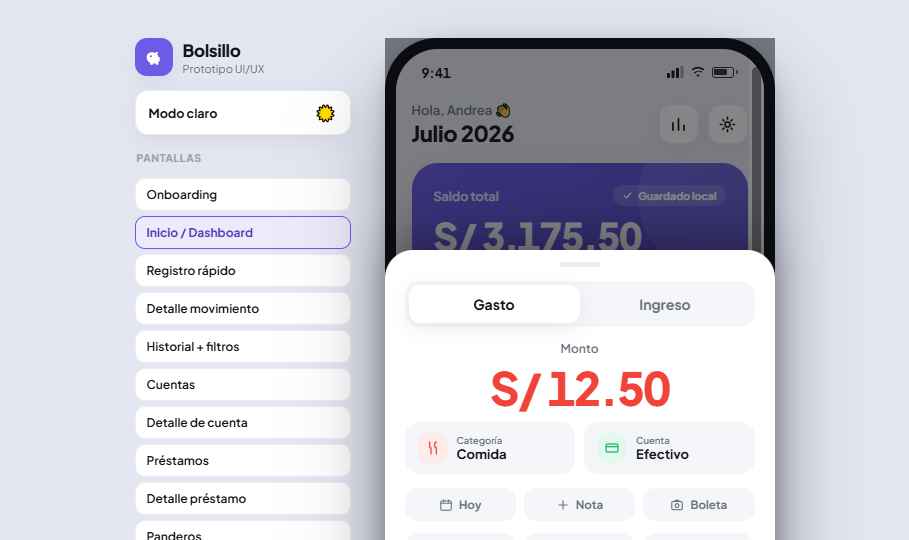 Bolsillo
Prototipo UI/UX
Modo claro
PANTALLAS
Onboarding
Inicio / Dashboard
Registro rápido
Detalle movimiento
Historial + filtros
Cuentas
Detalle de cuenta
Préstamos
Detalle préstamo
Panderos
9:41
Hola, Andrea
Julio 2026
Saldo total
Guardado local
S/ 3,175.50
Gasto
Ingreso
Monto
S/ 12.50
Categoría
Comida
Cuenta
Efectivo
Hoy
Nota
Boleta